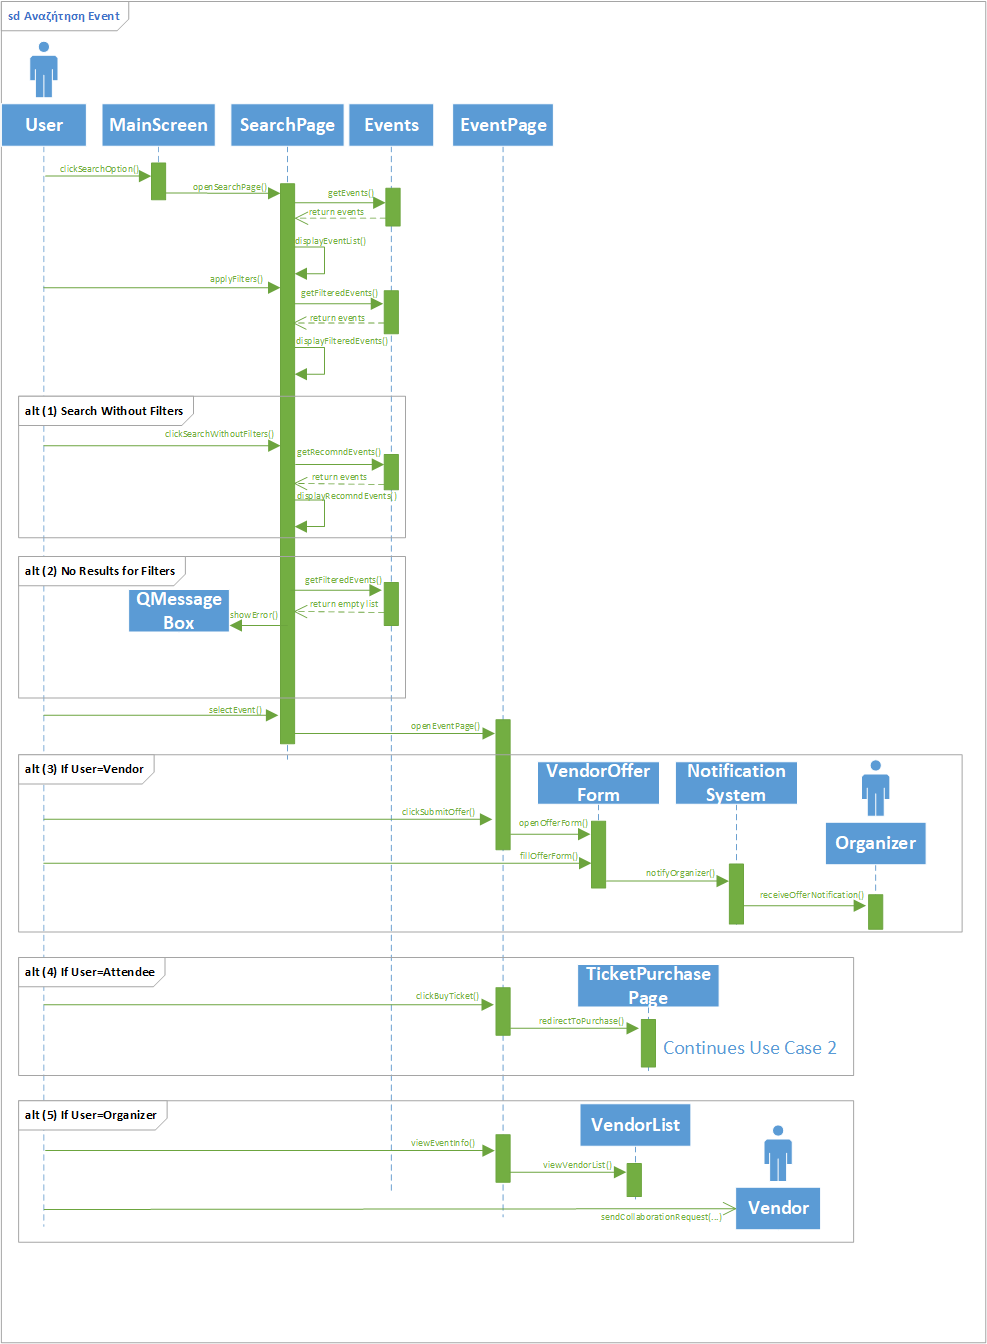 sd Αναζήτηση Event
User
MainScreen
SearchPage
Events
EventPage
clickSearchOption()
openSearchPage()
getEvents()
return events
displayEventList()
applyFilters()
getFilteredEvents()
return events
displayFilteredEvents()
alt (1) Search Without Filters
clickSearchWithoutFilters()
getRecomndEvents()
return events
displayRecomndEvents()
alt (2) No Results for Filters
getFilteredEvents()
QMessage
Box
return empty list
showError()
selectEvent()
openEventPage()
alt (3) If User=Vendor
VendorOffer
Form
Notification
System
Organizer
clickSubmitOffer()
openOfferForm()
fillOfferForm()
notifyOrganizer()
receiveOfferNotification()
alt (4) If User=Attendee
TicketPurchase
Page
clickBuyTicket()
redirectToPurchase()
Continues Use Case 2
alt (5) If User=Organizer
VendorList
viewEventInfo()
viewVendorList()
Vendor
sendCollaborationRequest(...)